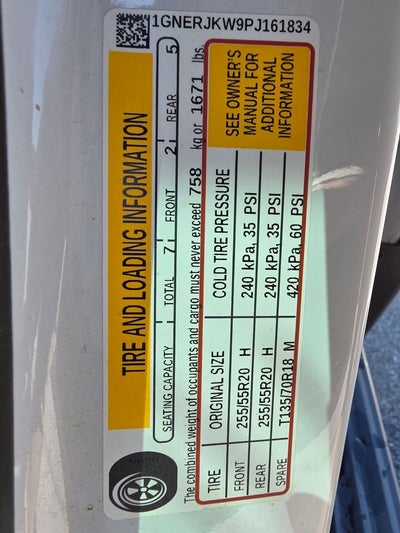 1GNERJKW9PJ161834
TIRE AND LOADING INFORMATION
SEATING CAPACITY TOTAL 7 FRONT 2 REAR 5
The combined weight of occupants and cargo must never exceed 758 kg or 1671 lbs.
TIRE ORIGINAL SIZE COLD TIRE PRESSURE
FRONT 255/55R20 H 240 kPa, 35 PSI
REAR 255/55R20 H 240 kPa, 35 PSI
SPARE T135/70R18 M 420 kPa, 60 PSI
SEE OWNER'S
MANUAL FOR
ADDITIONAL
INFORMATION